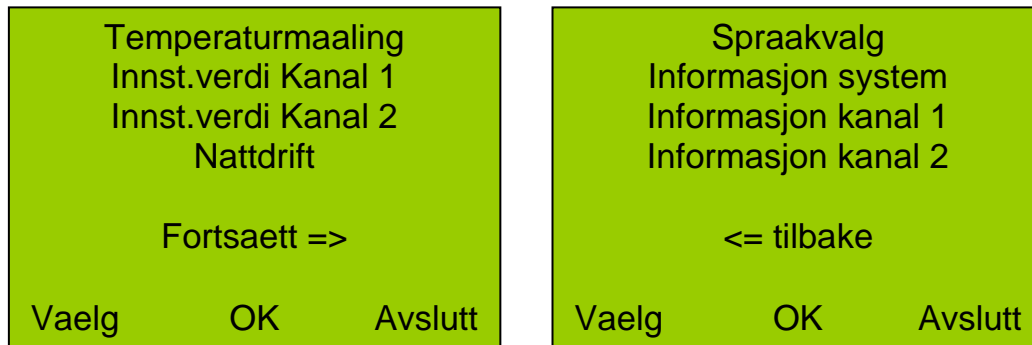 Temperaturmaaling
Innst.verdi Kanal 1
Innst.verdi Kanal 2
Nattdrift
Fortsaett =>
Vaelg OK Avslutt
Spraakvalg
Informasjon system
Informasjon kanal 1
Informasjon kanal 2
<= tilbake
Vaelg OK Avslutt